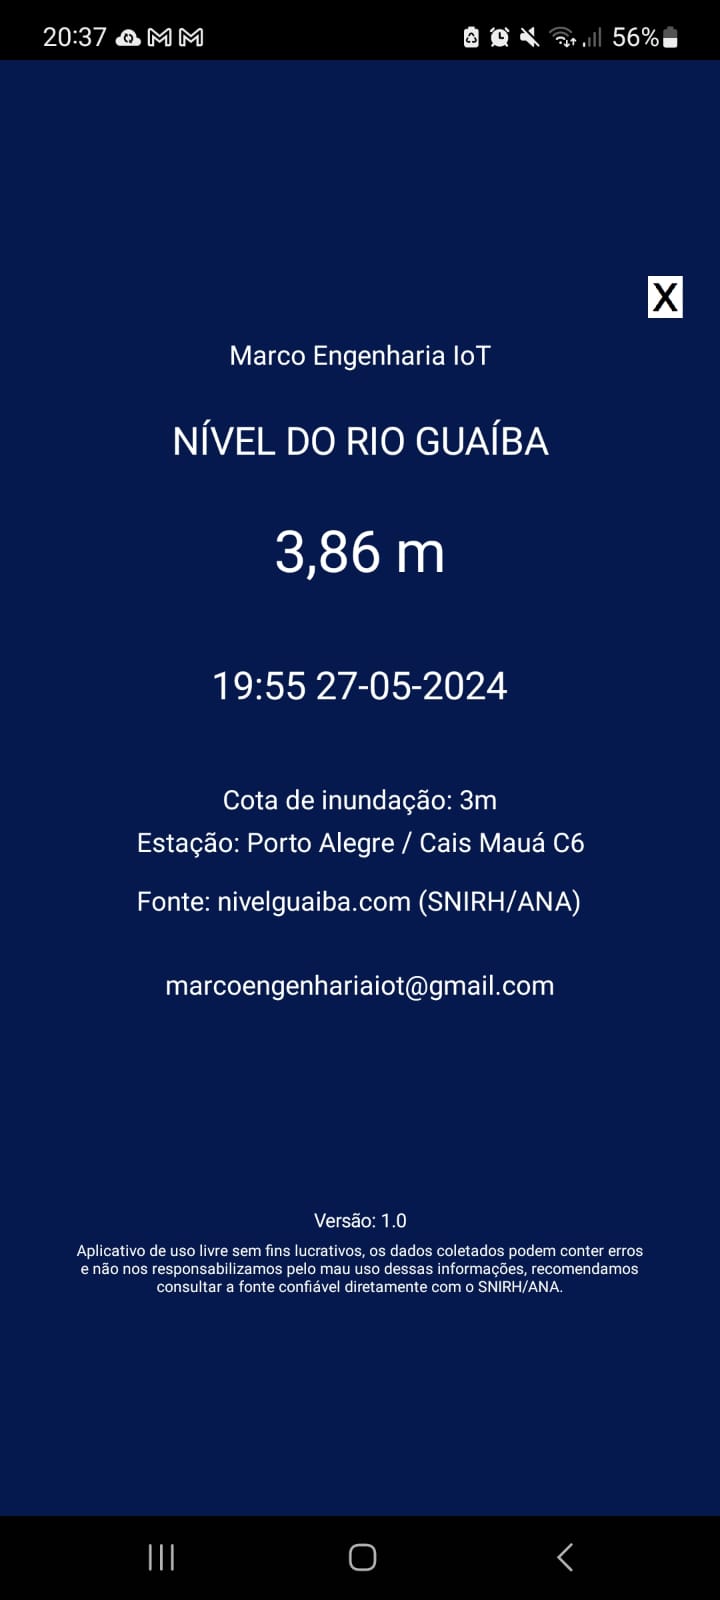 20:37
56%
X
Marco Engenharia IoT
NÍVEL DO RIO GUAÍBA
3,86 m
19:55 27-05-2024
Cota de inundação: 3m
Estação: Porto Alegre / Cais Mauá C6
Fonte: nivelguaiba.com (SNIRH/ANA)
marcoengenhariaiot@gmail.com
Versão: 1.0
Aplicativo de uso livre sem fins lucrativos, os dados coletados podem conter erros
e não nos responsabilizamos pelo mau uso dessas informações, recomendamos
consultar a fonte confiável diretamente com o SNIRH/ANA.